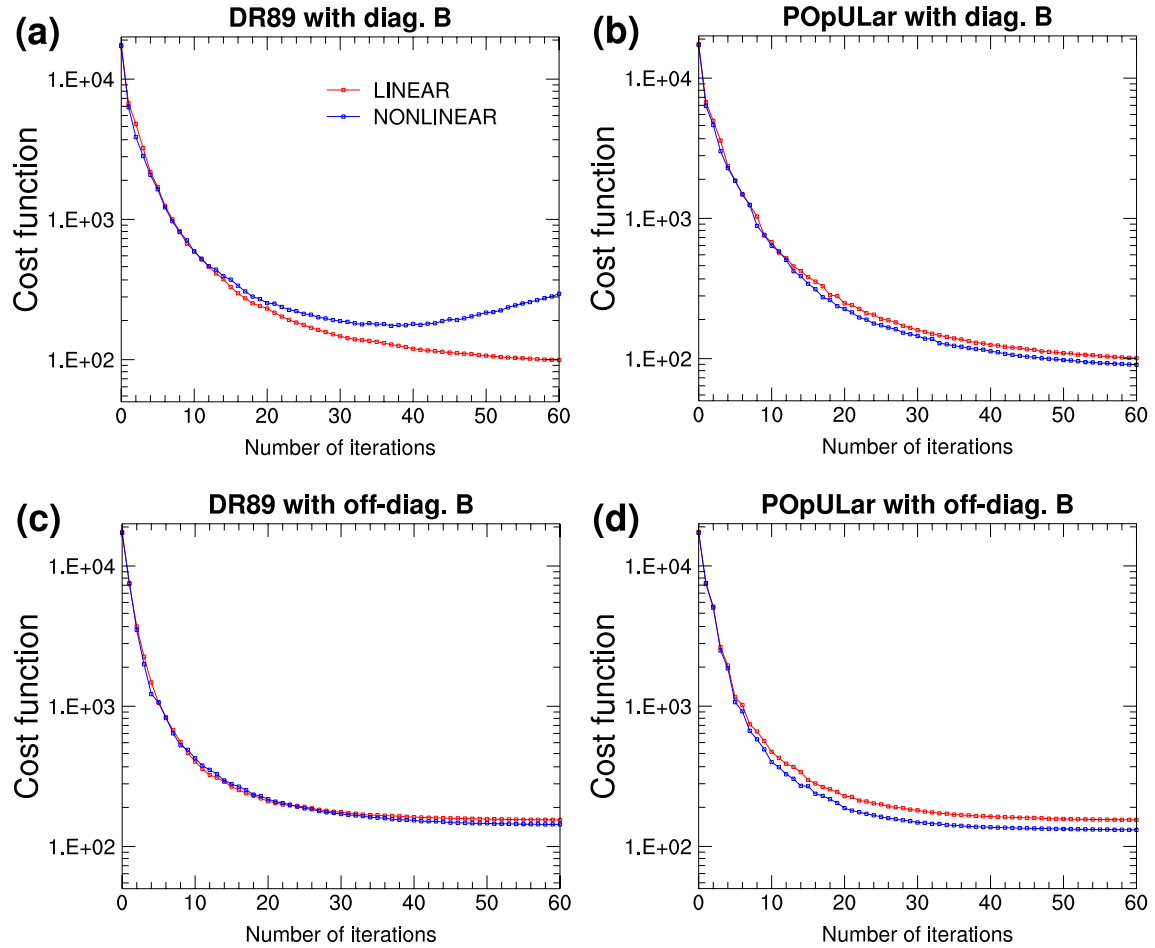 (a)
DR89 with diag. B
1.E+04
1.E+03
1.E+02
Cost function
LINEAR
NONLINEAR
0 10 20 30 40 50 60
Number of iterations
(b)
POpULar with diag. B
1.E+04
1.E+03
1.E+02
Cost function
0 10 20 30 40 50 60
Number of iterations
(c)
DR89 with off-diag. B
1.E+04
1.E+03
1.E+02
Cost function
0 10 20 30 40 50 60
Number of iterations
(d)
POpULar with off-diag. B
1.E+04
1.E+03
1.E+02
Cost function
0 10 20 30 40 50 60
Number of iterations